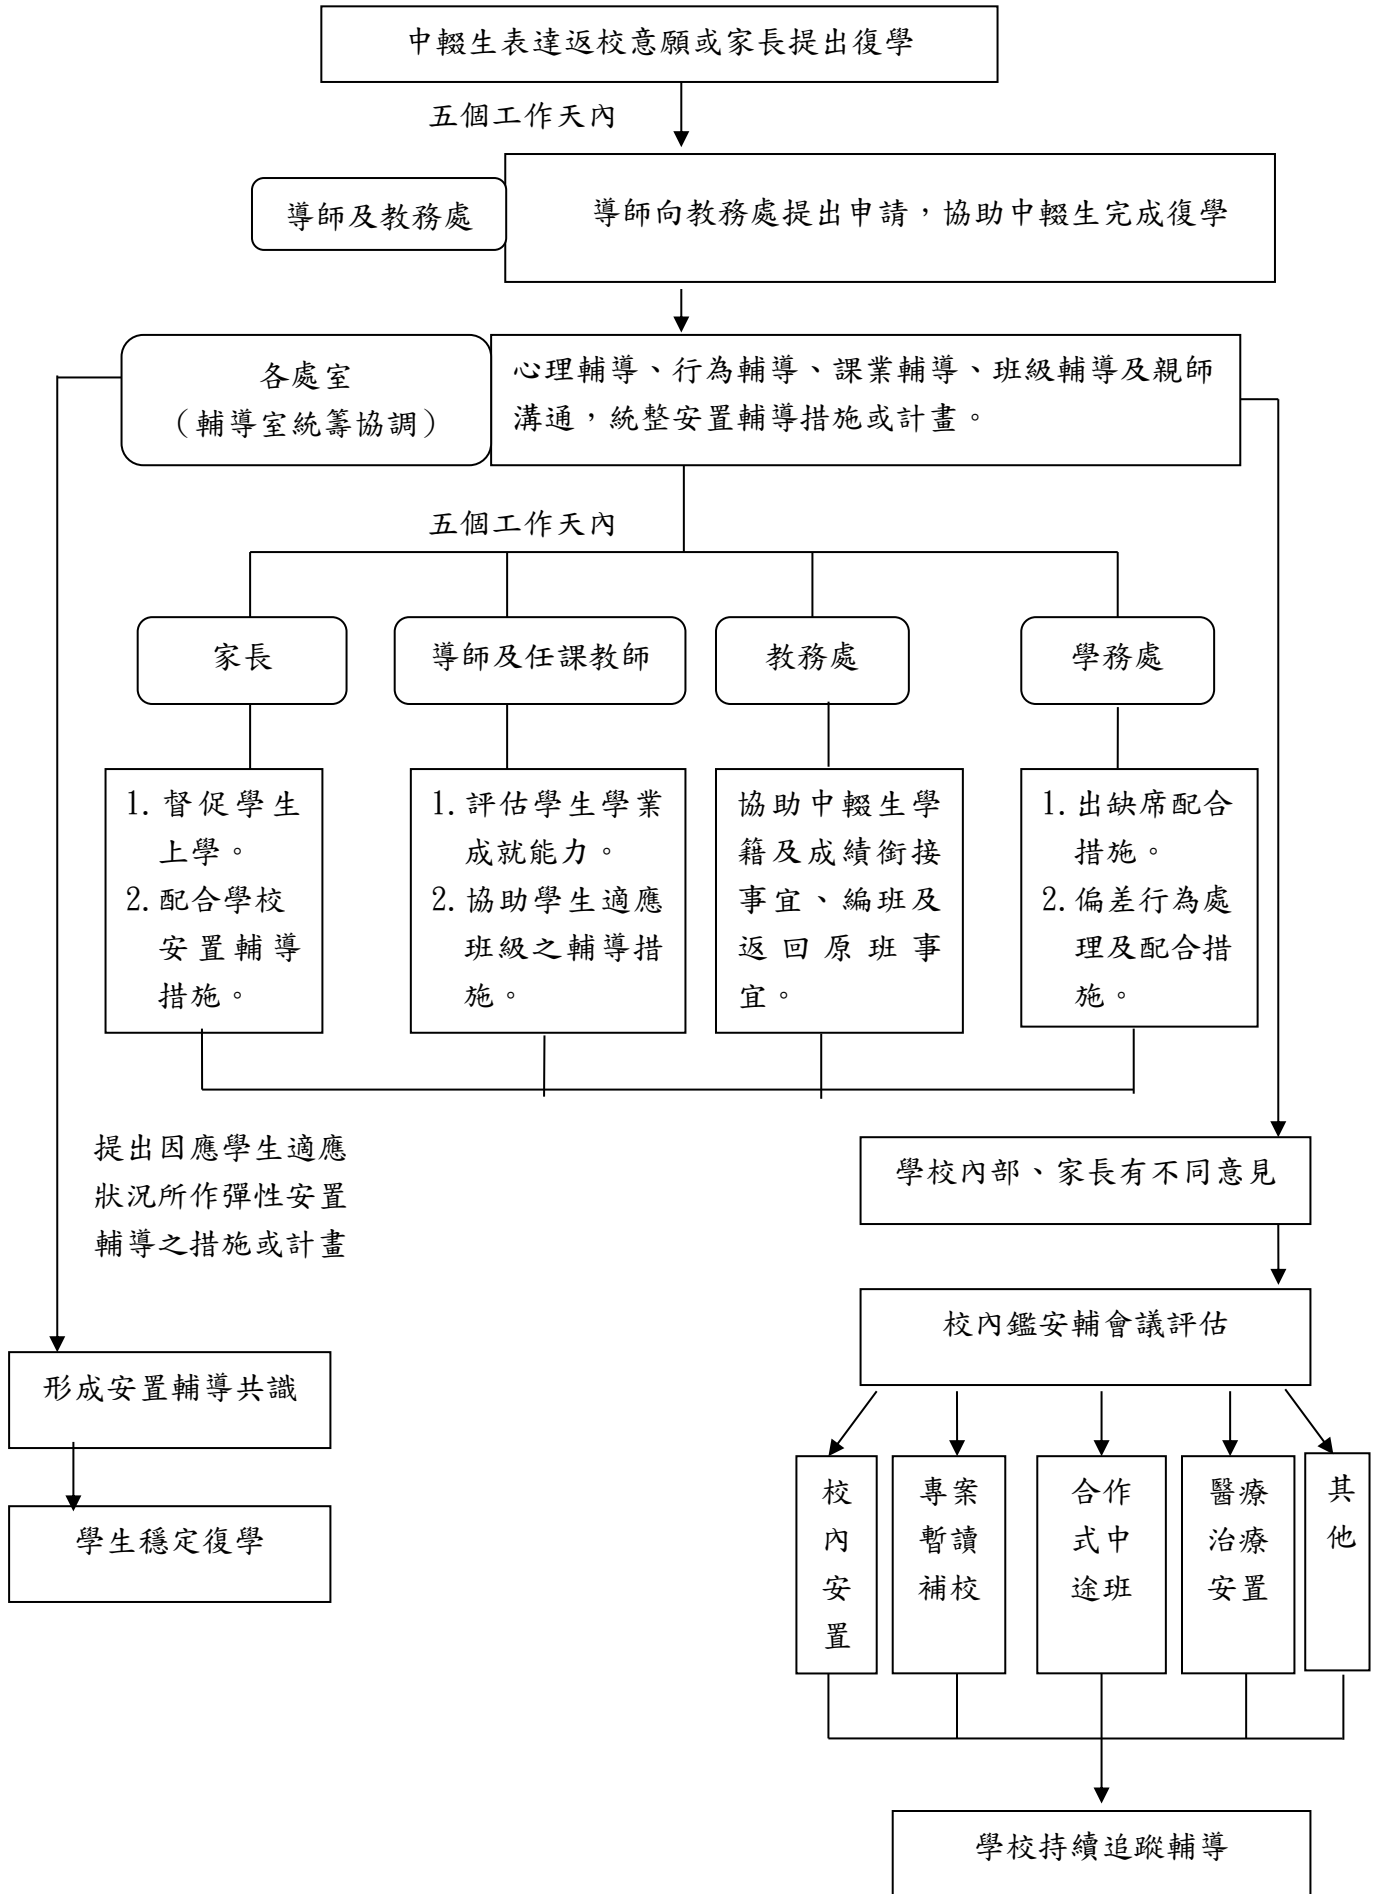 中輟生表達返校意願或家長提出復學
五個工作天內
導師及教務處
導師向教務處提出申請，協助中輟生完成復學
各處室
（輔導室統籌協調）
心理輔導、行為輔導、課業輔導、班級輔導及親師
溝通，統整安置輔導措施或計畫。
五個工作天內
家長
導師及任課教師
教務處
學務處
1. 督促學生
上學。
2. 配合學校
安置輔導
措施。
1. 評估學生學業
成就能力。
2. 協助學生適應
班級之輔導措
施。
協助中輟生學
籍及成績銜接
事宜、編班及
返回原班事
宜。
1. 出缺席配合
措施。
2. 偏差行為處
理及配合措
施。
提出因應學生適應
狀況所作彈性安置
輔導之措施或計畫
學校內部、家長有不同意見
校內鑑安輔會議評估
形成安置輔導共識
學生穩定復學
校
內
安
置
專案
暫讀
補校
合作
式中
途班
醫療
治療
安置
其
他
學校持續追蹤輔導